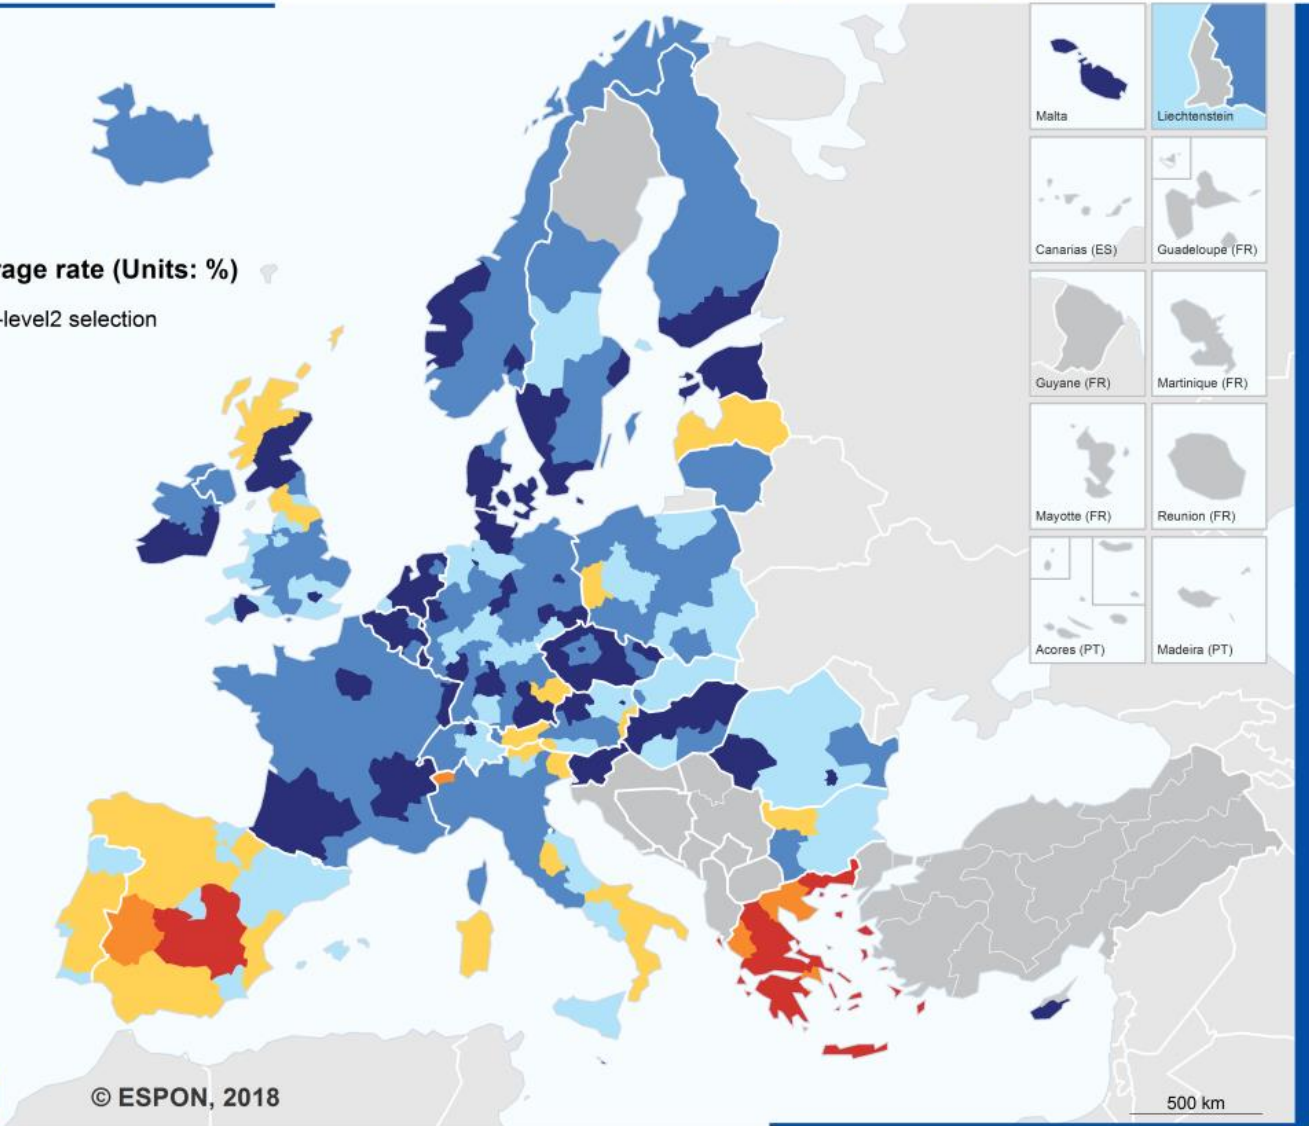 rage rate (Units: %)
-level2 selection
Malta
Liechtenstein
Canarias (ES)
Guadeloupe (FR)
Guyane (FR)
Martinique (FR)
Mayotte (FR)
Reunion (FR)
Acores (PT)
Madeira (PT)
© ESPON, 2018
500 km